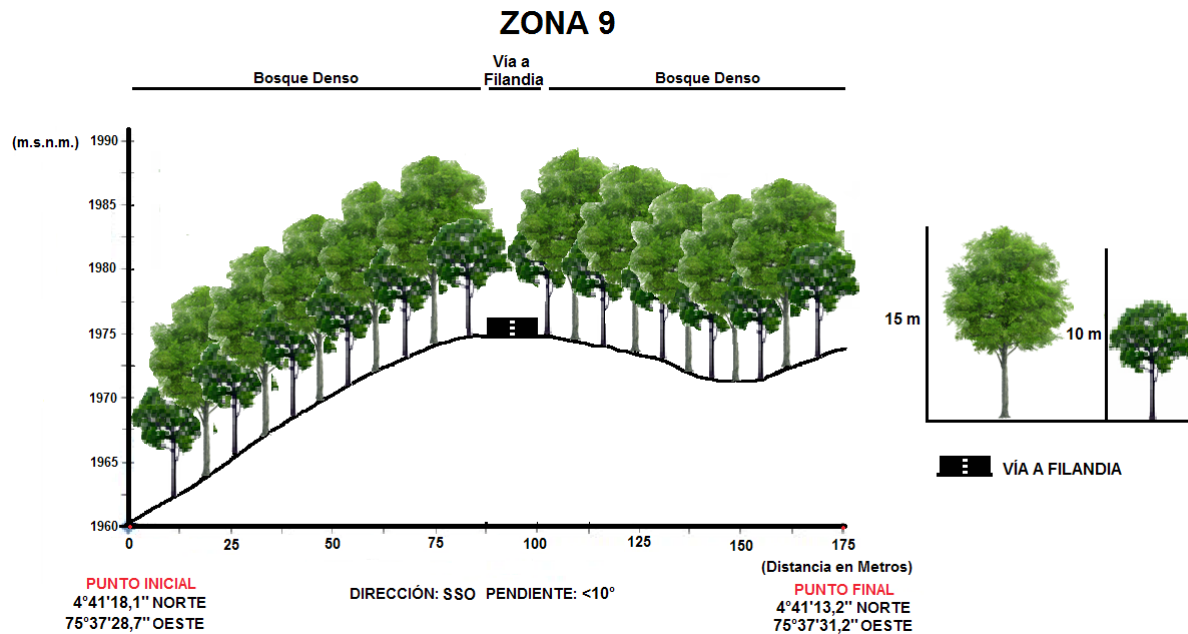 ZONA 9
Bosque Denso
Vía a
Filandia
Bosque Denso
(m.s.n.m.)
1990
1985
1980
1975
1970
1965
1960
0 25 50 75 100 125 150 175
(Distancia en Metros)
PUNTO INICIAL
4°41'18,1" NORTE
75°37'28,7" OESTE
DIRECCIÓN: SSO PENDIENTE: <10°
PUNTO FINAL
4°41'13,2" NORTE
75°37'31,2" OESTE
15 m
10 m
VÍA A FILANDIA